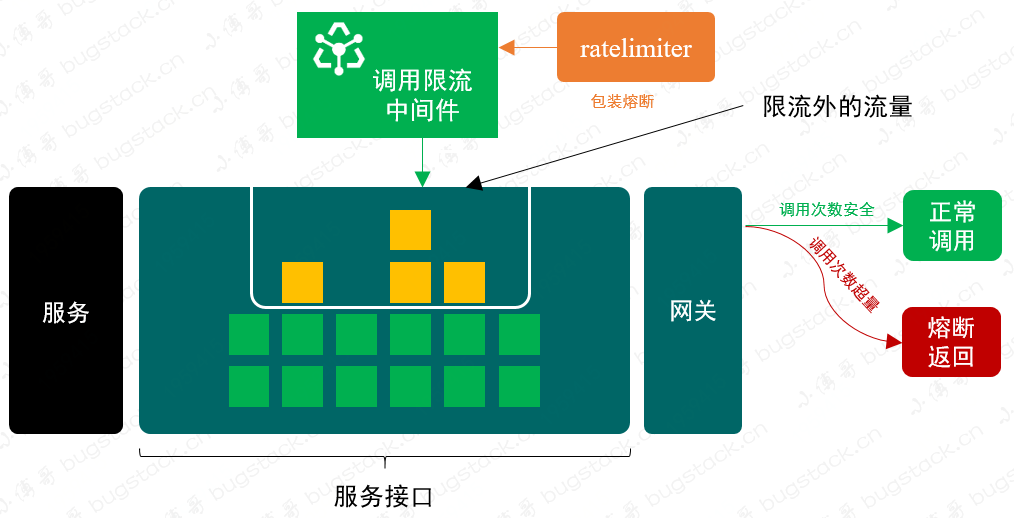 调用限流
中间件
ratelimiter
包装熔断
限流外的流量
服务
网关
调用次数安全
正常
调用
调用次数超量
熔断
返回
服务接口
小傅哥 bugstack.cn